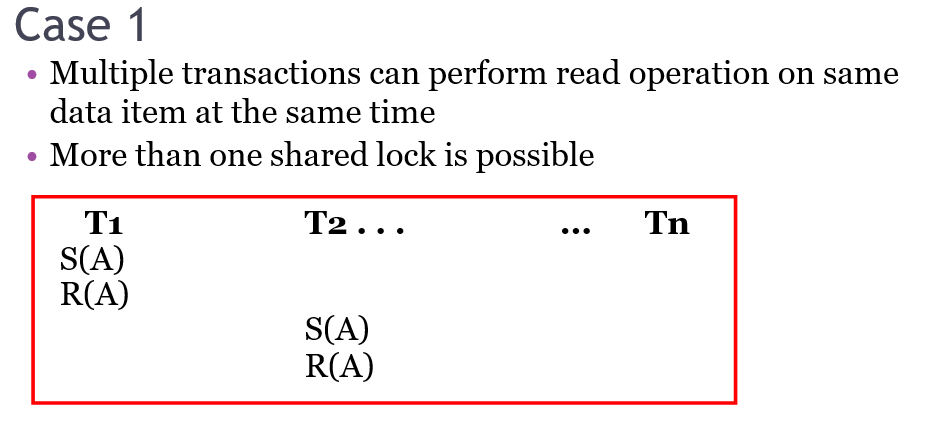 Case 1
• Multiple transactions can perform read operation on same
data item at the same time
• More than one shared lock is possible
T1 T2 . . . ... Tn
S(A)
R(A)
S(A)
R(A)